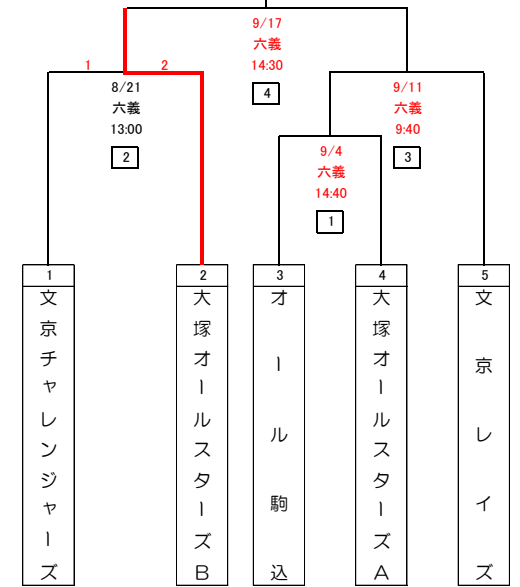 9/17
六義
14:30
4
1
2
8/21
六義
13:00
2
9/11
六義
9:40
3
9/4
六義
14:40
1
1
文京チャレンジャーズ
2
大塚オールスターズB
3
オール駒込
4
大塚オールスターズA
5
文京レイズ